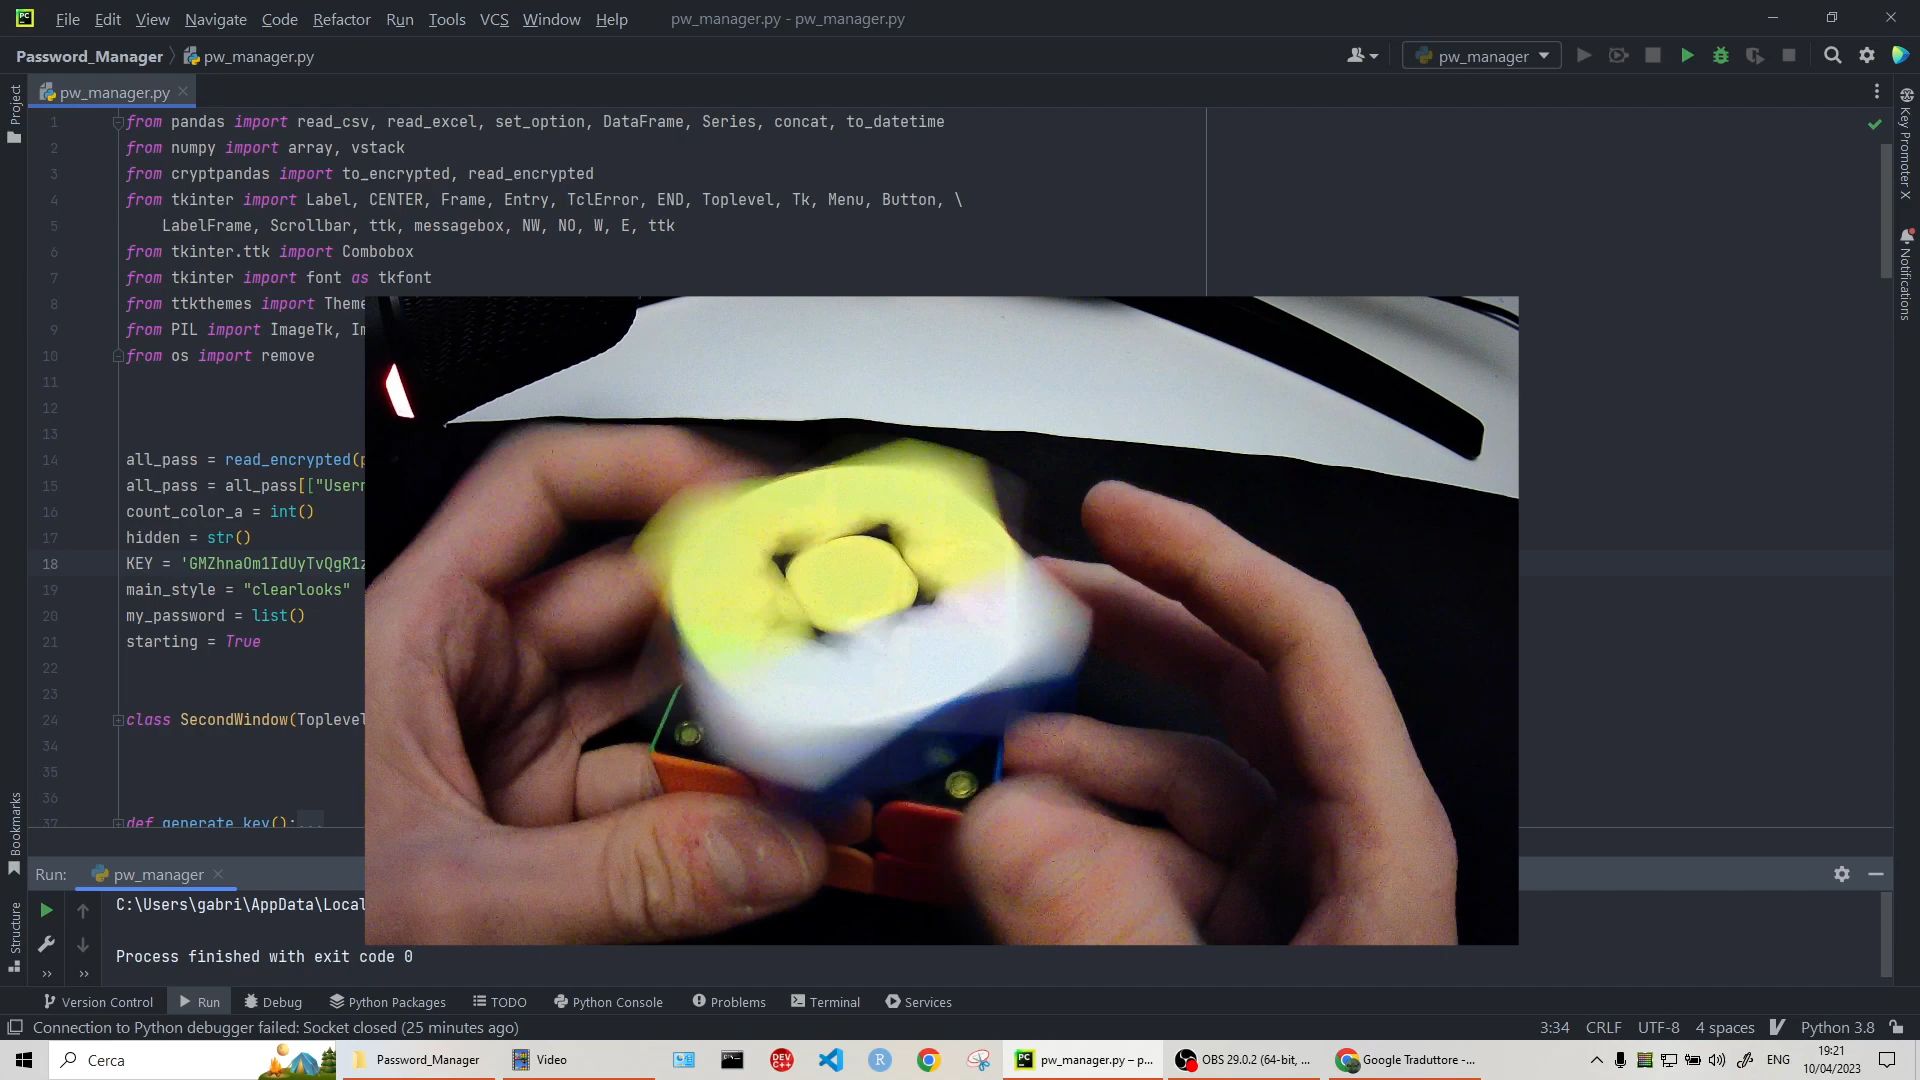 File Edit View Navigate Code Refactor Run Tools VCS Window Help pw_manager.py - pw_manager.py
Password_Manager pw_manager.py pw_manager
Project pw_manager.py
1 from pandas import read_csv, read_excel, set_option, DataFrame, Series, concat, to_datetime
2 from numpy import array, vstack
3 from cryptpandas import to_encrypted, read_encrypted
4 from tkinter import Label, CENTER, Frame, Entry, TclError, END, Toplevel, Tk, Menu, Button, \
5 LabelFrame, Scrollbar, ttk, messagebox, NW, NO, W, E, ttk
6 from tkinter.ttk import Combobox
7 from tkinter import font as tkfont
8 from ttkthemes import Theme
9 from PIL import ImageTk, Im
10 from os import remove
11
12
13
14 all_pass = read_encrypted(p
15 all_pass = all_pass[["Usern
16 count_color_a = int()
17 hidden = str()
18 KEY = 'GMZhnaOm1IdUyTvQgR1z
19 main_style = "clearlooks"
20 my_password = list()
21 starting = True
22
23
24 class SecondWindow(Toplevel
34
35
36
37 def generate_key():...
Key Promoter X
Notifications
Bookmarks
Structure
Run: pw_manager
C:\Users\gabri\AppData\Local
Process finished with exit code 0
Version Control Run Debug Python Packages TODO Python Console Problems Terminal Services
Connection to Python debugger failed: Socket closed (25 minutes ago) 3:34 CRLF UTF-8 4 spaces Python 3.8
Cerca Password_Manager Video DEV C++ R PC pw_manager.py – p... OBS 29.0.2 (64-bit, ... Google Traduttore -... ENG 19:21
10/04/2023